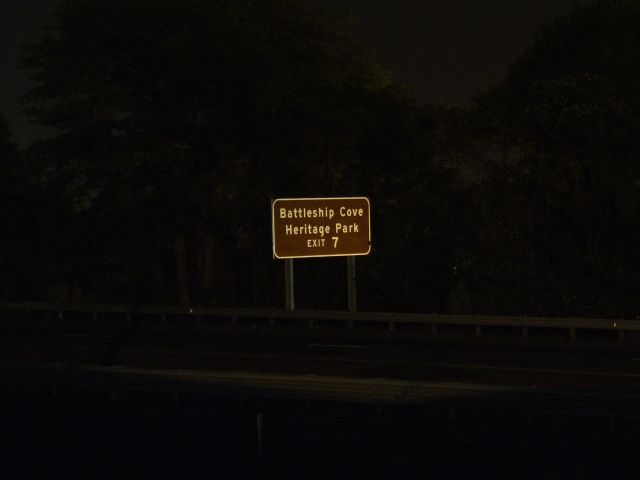 Battleship Cove
Heritage Park
EXIT 7